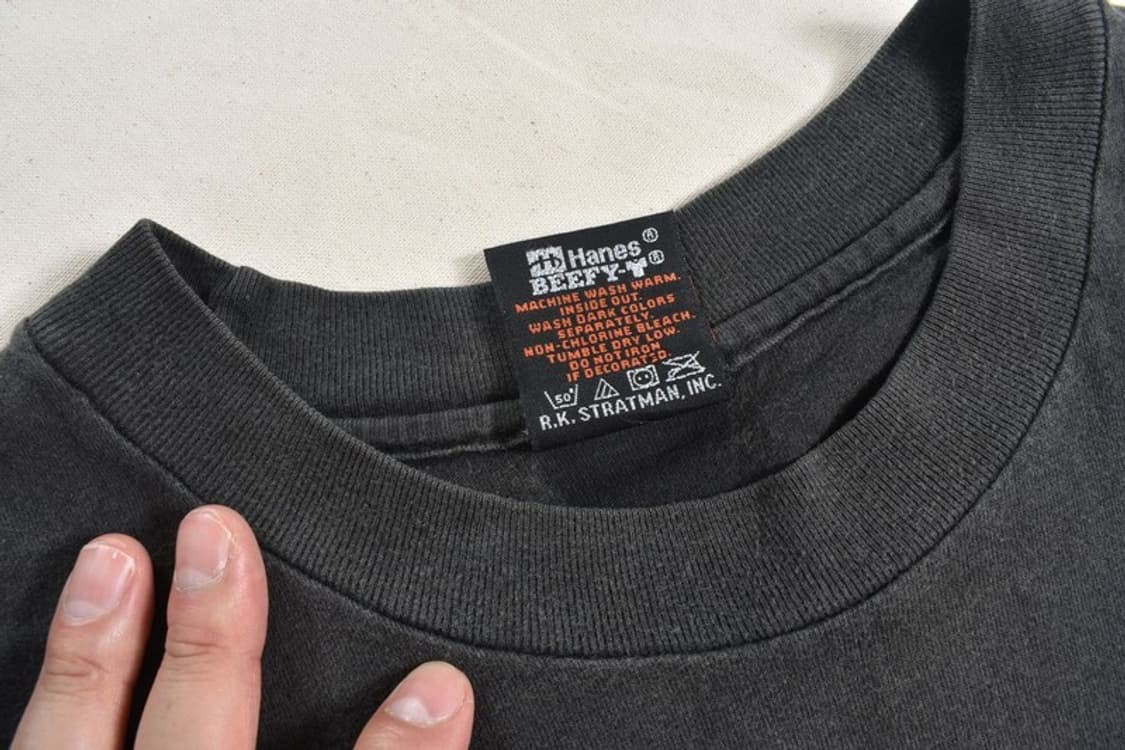 Hanes®
BEEFY-T®
MACHINE WASH WARM.
INSIDE OUT.
WASH DARK COLORS
SEPARATELY.
NON-CHLORINE BLEACH.
TUMBLE DRY LOW.
DO NOT IRON
IF DECORATED.
50°
R.K. STRATMAN, INC.